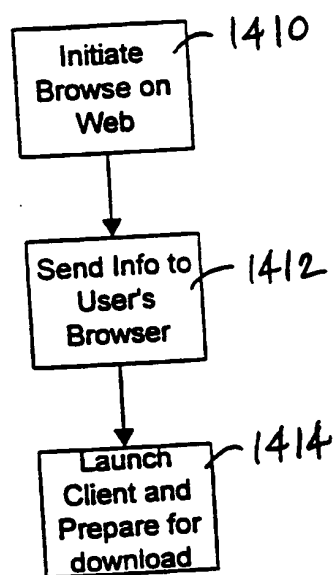 Initiate
Browse on
Web
1410
Send Info to
User's
Browser
1412
Launch
Client and
Prepare for
download
1414